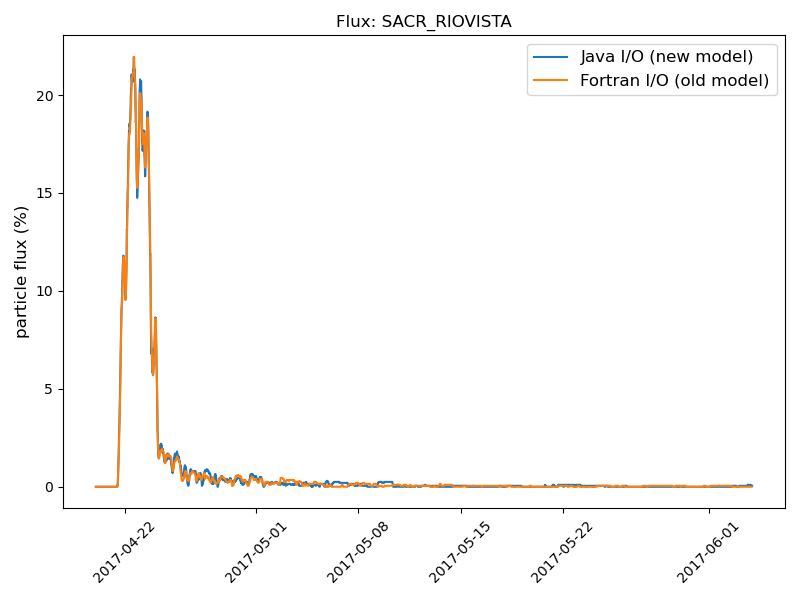 Flux: SACR_RIOVISTA
Java I/O (new model)
Fortran I/O (old model)
particle flux (%)
20
15
10
5
0
2017-04-22
2017-05-01
2017-05-08
2017-05-15
2017-05-22
2017-06-01